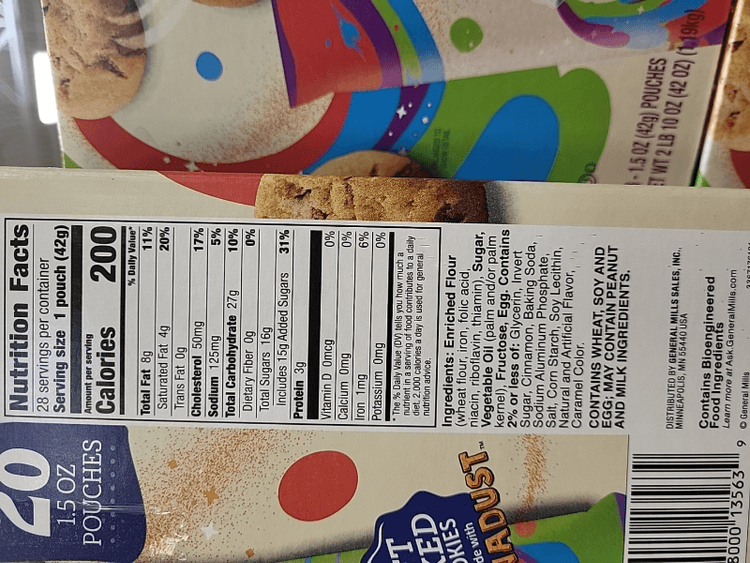 - 1.5 OZ (42g) POUCHES
WT 2 LB 10 OZ (42 OZ)
Nutrition Facts
28 servings per container
Serving size 1 pouch (42g)
Amount per serving
Calories 200
% Daily Value*
Total Fat 8g 11%
Saturated Fat 4g 20%
Trans Fat 0g
Cholesterol 50mg 17%
Sodium 125mg 5%
Total Carbohydrate 27g 10%
Dietary Fiber 0g 0%
Total Sugars 16g
Includes 15g Added Sugars 31%
Protein 3g
Vitamin D 0mcg 0%
Calcium 0mg 0%
Iron 1mg 6%
Potassium 0mg 0%
* The % Daily Value (DV) tells you how much a
nutrient in a serving of food contributes to a daily
diet. 2,000 calories a day is used for general
nutrition advice.
Ingredients: Enriched Flour
(wheat flour, iron, folic acid,
niacin, riboflavin, thiamin), Sugar,
Vegetable Oil (palm and/or palm
kernel), Fructose, Egg. Contains
2% or less of: Glycerin, Invert
Sugar, Cinnamon, Baking Soda,
Sodium Aluminum Phosphate,
Salt, Corn Starch, Soy Lecithin,
Natural and Artificial Flavor,
Caramel Color.
CONTAINS WHEAT, SOY AND
EGG; MAY CONTAIN PEANUT
AND MILK INGREDIENTS.
DISTRIBUTED BY GENERAL MILLS SALES, INC.,
MINNEAPOLIS, MN 55440 USA
Contains Bioengineered
Food Ingredients
Learn more at Ask.GeneralMills.com
© General Mills
1.5 OZ
POUCHES
KIES
de with
NADUST™
8000 13563 9